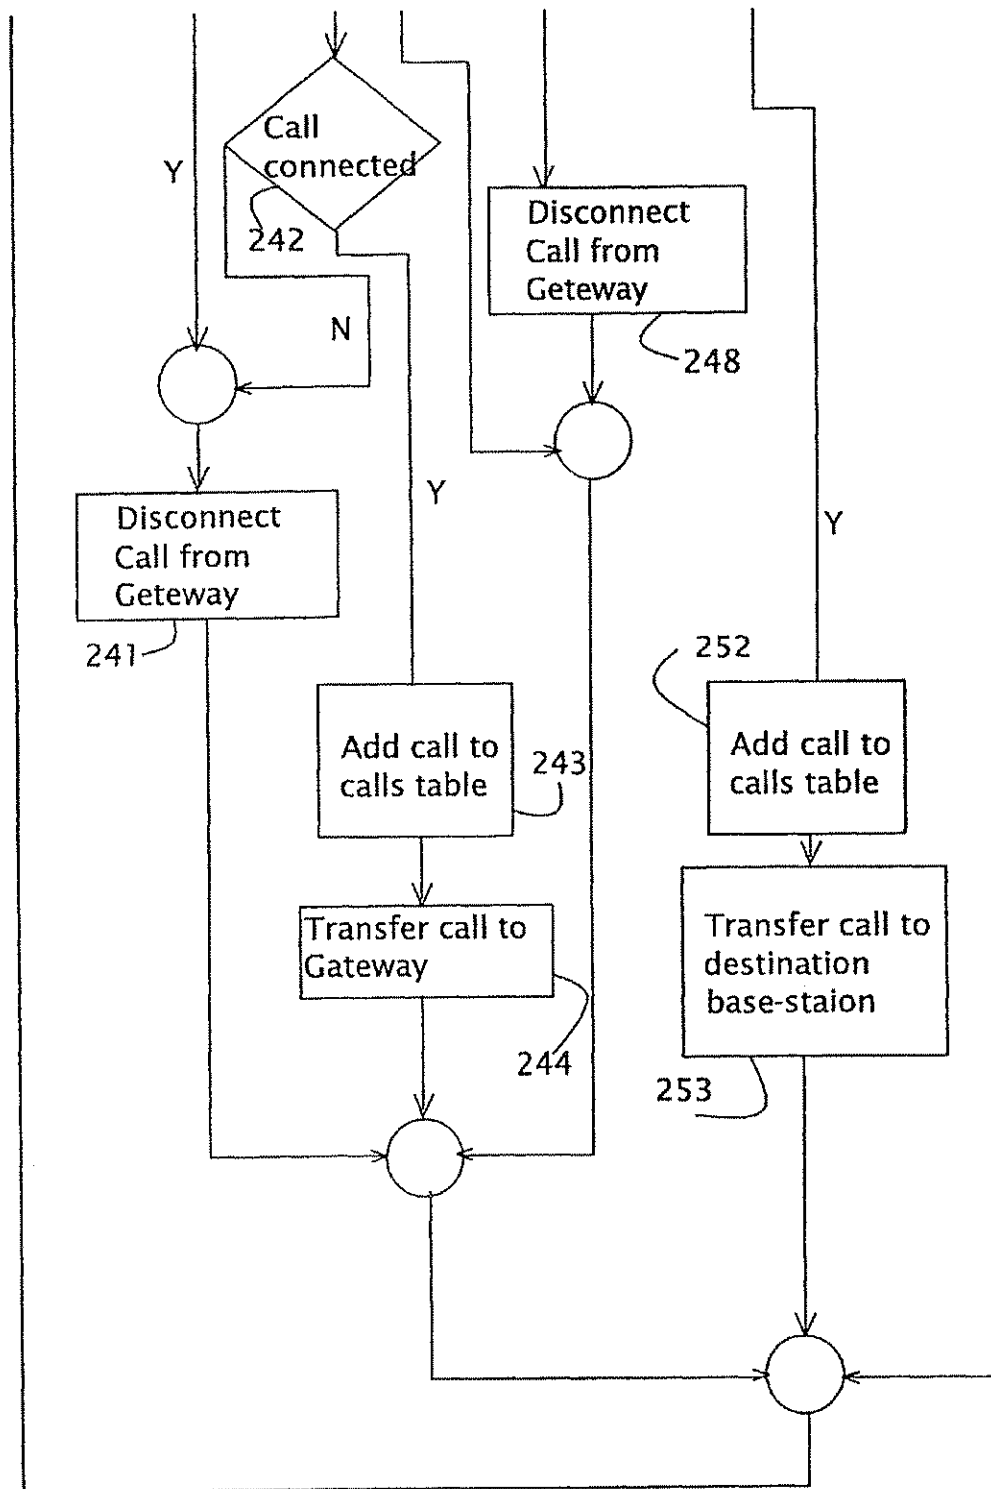 Call
connected
Y
242
Disconnect
Call from
Geteway
248
N
Disconnect
Call from
Geteway
241
Y
Y
252
Add call to
calls table
243
Add call to
calls table
Transfer call to
Gateway
244
Transfer call to
destination
base-staion
253